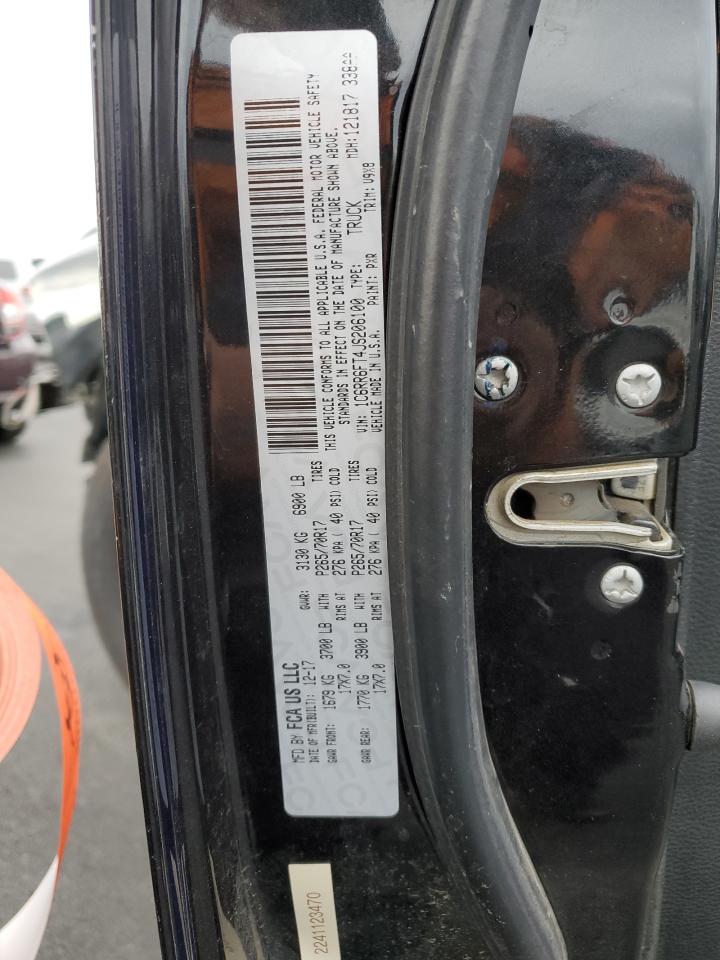 MFD BY FCA US LLC
DATE OF MFR(BUILT): 12-17 GVWR: 3130 KG 6900 LB
GAWR FRONT: 1679 KG 3700 LB WITH P265/70R17 TIRES
17X7.0 RIMS AT 276 KPA ( 40 PSI) COLD
GAWR REAR: 1770 KG 3900 LB WITH P265/70R17 TIRES
17X7.0 RIMS AT 276 KPA ( 40 PSI) COLD
THIS VEHICLE CONFORMS TO ALL APPLICABLE U.S.A. FEDERAL MOTOR VEHICLE SAFETY
STANDARDS IN EFFECT ON THE DATE OF MANUFACTURE SHOWN ABOVE.
VIN: 1C6RR6FT4JS206100 TYPE: TRUCK MDH: 121817
VEHICLE MADE IN U.S.A. PAINT: PXR TRIM: V9X8
2241123470